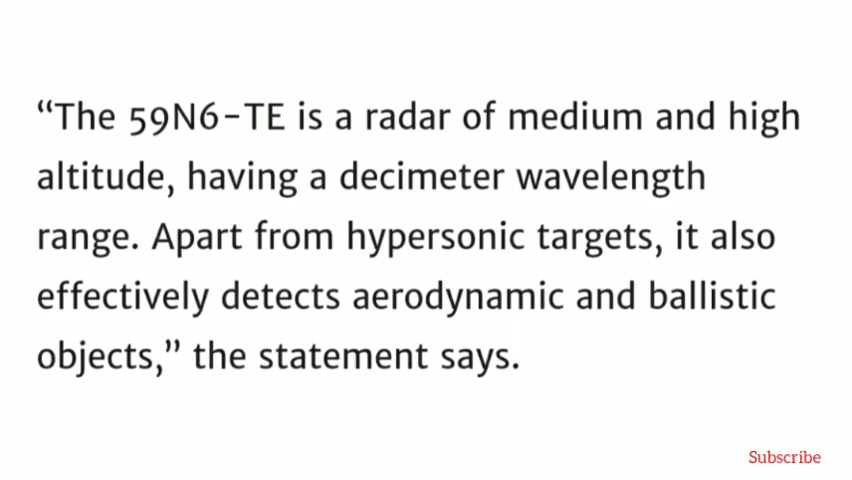 “The 59N6-TE is a radar of medium and high
altitude, having a decimeter wavelength
range. Apart from hypersonic targets, it also
effectively detects aerodynamic and ballistic
objects,” the statement says.
Subscribe